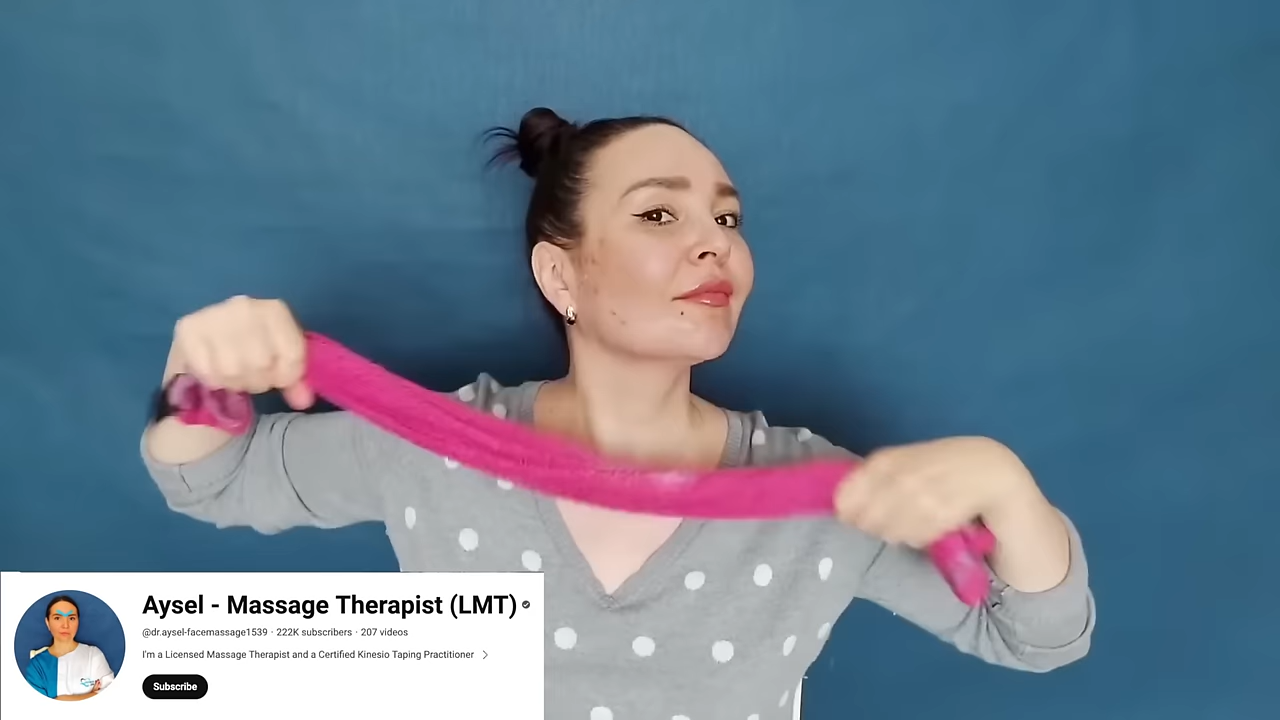 Aysel - Massage Therapist (LMT)
@dr.aysel-facemassage1539 · 222K subscribers · 207 videos
I'm a Licensed Massage Therapist and a Certified Kinesio Taping Practitioner
Subscribe